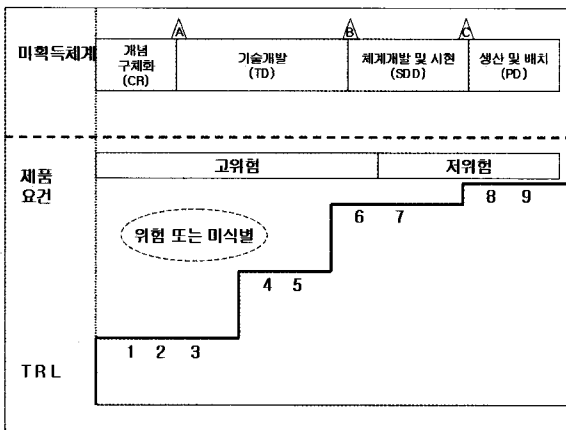 A B C
미획득체계
개념
구체화
(CR)
기술개발
(TD)
체계개발 및 시현
(SDD)
생산 및 배치
(PD)
제품
요건
고위험 저위험
위험 또는 미식별
8 9
6 7
4 5
1 2 3
TRL